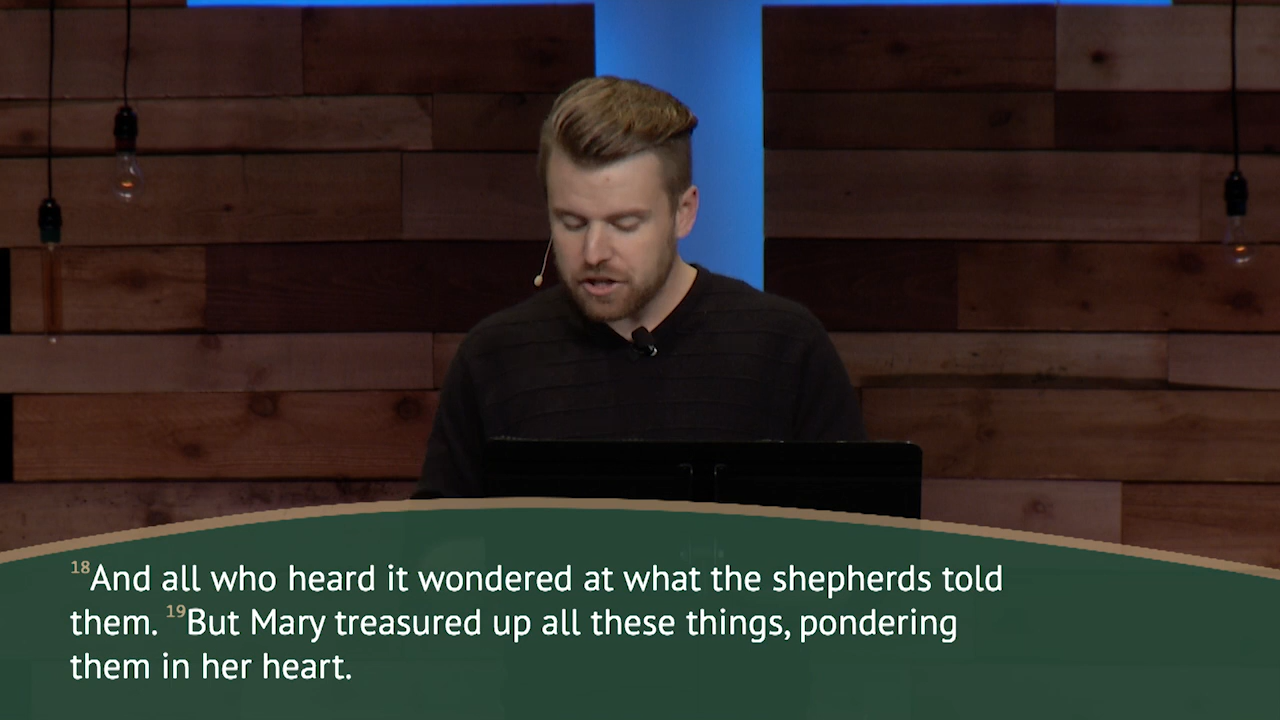 18And all who heard it wondered at what the shepherds told
them. 19But Mary treasured up all these things, pondering
them in her heart.